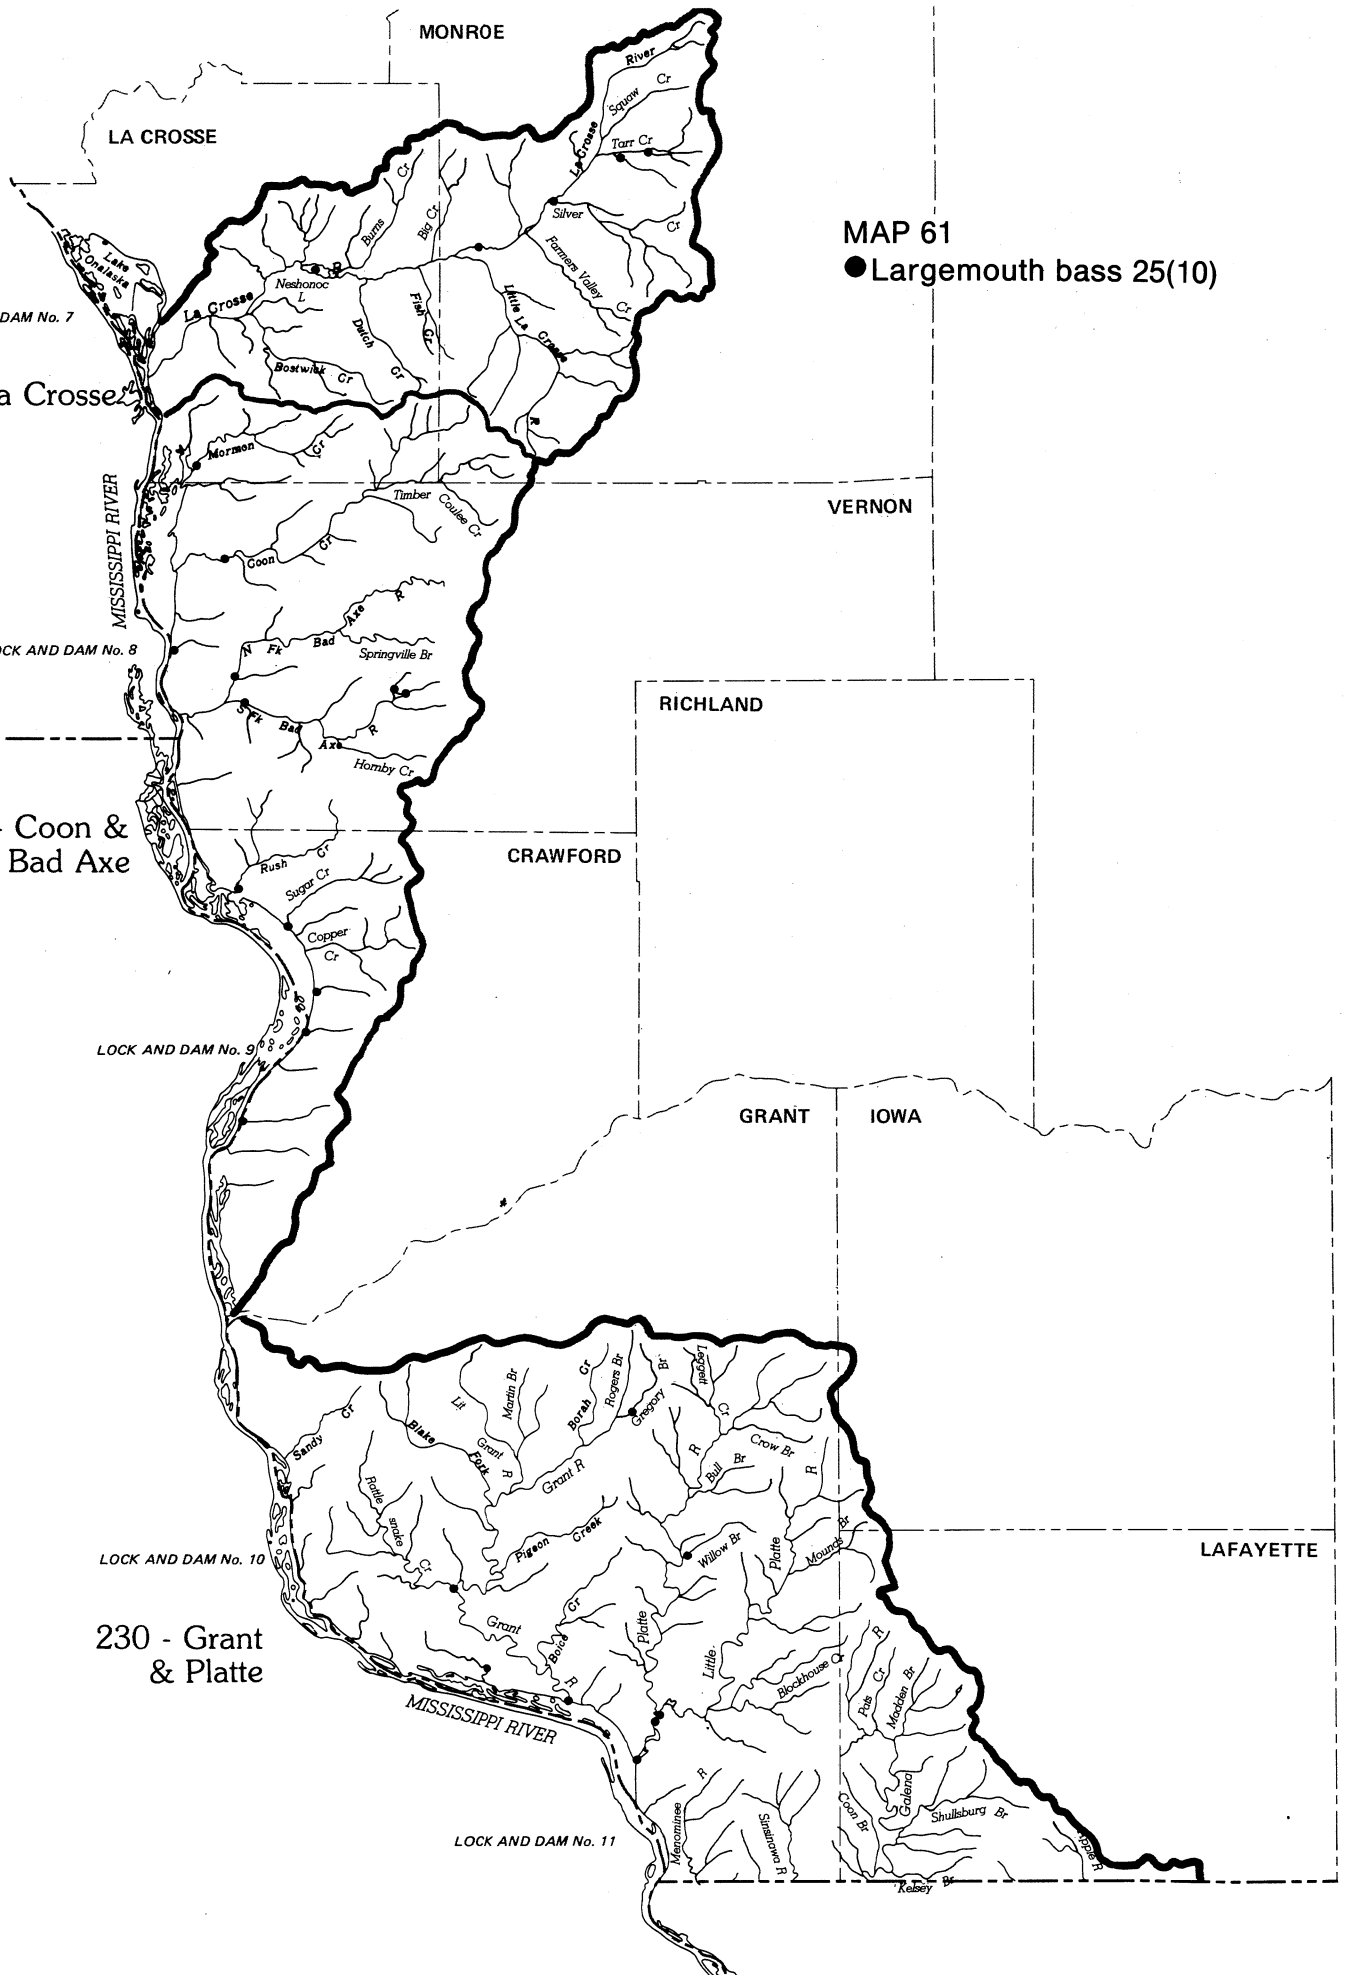 MONROE
LA CROSSE
River
Squaw Cr
La Crosse
Tarr Cr
Silver Cr
Burns Cr
Big Cr
Farmers Valley Cr
MAP 61
● Largemouth bass 25(10)
Lake
Onalaska
Neshonoc
L
R
La Crosse
Fish Cr
Dutch Cr
Little La Crosse R
Bostwick Cr
DAM No. 7
a Crosse
Mormon Cr
MISSISSIPPI RIVER
Timber Coulee Cr
VERNON
Coon Cr
N Fk Bad Axe R
Springville Br
OCK AND DAM No. 8
RICHLAND
S Fk Bad Axe R
Hornby Cr
- Coon &
Bad Axe
CRAWFORD
Rush Cr
Sugar Cr
Copper
Cr
LOCK AND DAM No. 9
GRANT
IOWA
Sandy Cr
Blake Fork
Lit Grant R
Martin Br
Borah Cr
Rogers Br
Gregory Br
Leggett Cr
Crow Br
Bull Br
R
R
Grant R
Rattle
snake
Cr
Pigeon Creek
Willow Br
Platte
Mounds Br
LOCK AND DAM No. 10
LAFAYETTE
230 - Grant
& Platte
Grant
R
Boice Cr
Platte
R
Little
Blockhouse Cr
R
Pats Cr
Madden Br
MISSISSIPPI RIVER
Menominee R
Sinsinawa R
Coon Br
Galena
Shullsburg Br
Apple R
LOCK AND DAM No. 11
Kelsey Br